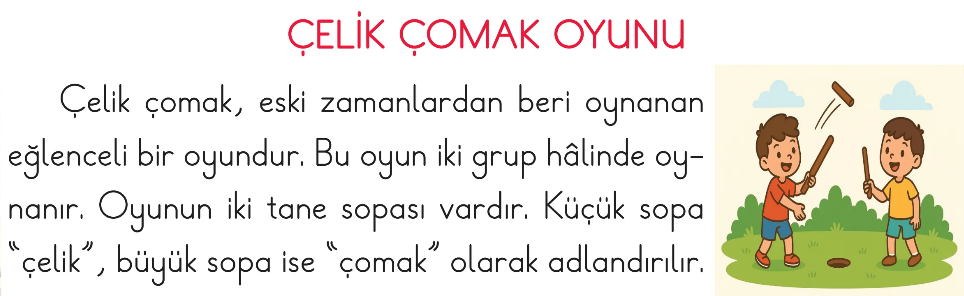 ÇELİK ÇOMAK OYUNU
Çelik çomak, eski zamanlardan beri oynanan
eğlenceli bir oyundur. Bu oyun iki grup hâlinde oy-
nanır. Oyunun iki tane sopası vardır. Küçük sopa
“çelik”, büyük sopa ise “çomak” olarak adlandırılır.